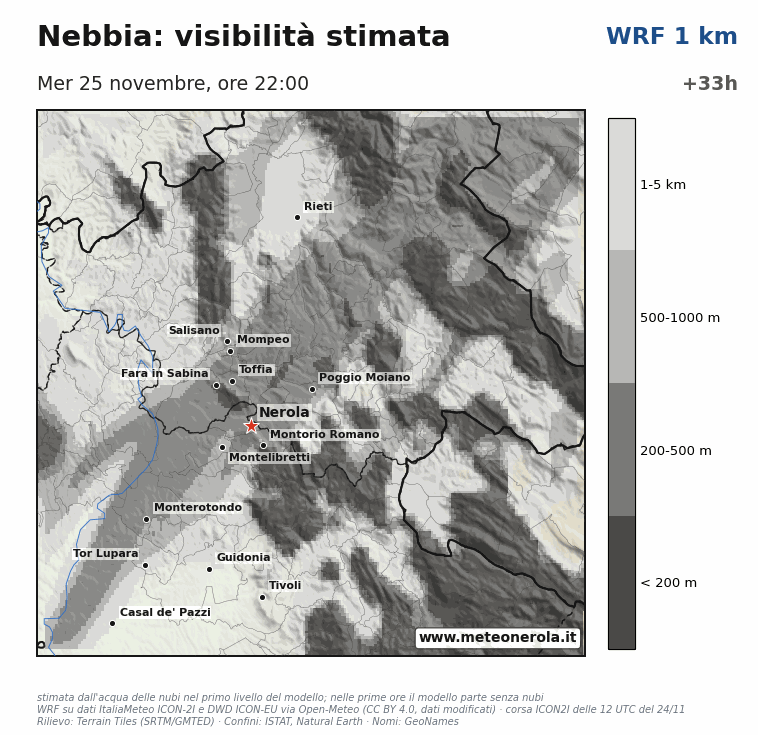 Nebbia: visibilità stimata
WRF 1 km
Mer 25 novembre, ore 22:00
+33h
Rieti
Salisano
Mompeo
Fara in Sabina
Toffia
Poggio Moiano
Nerola
Montorio Romano
Montelibretti
Monterotondo
Tor Lupara
Guidonia
Tivoli
Casal de' Pazzi
www.meteonerola.it
1-5 km
500-1000 m
200-500 m
< 200 m
stimata dall'acqua delle nubi nel primo livello del modello; nelle prime ore il modello parte senza nubi
WRF su dati ItaliaMeteo ICON-2I e DWD ICON-EU via Open-Meteo (CC BY 4.0, dati modificati) · corsa ICON2I delle 12 UTC del 24/11
Rilievo: Terrain Tiles (SRTM/GMTED) · Confini: ISTAT, Natural Earth · Nomi: GeoNames